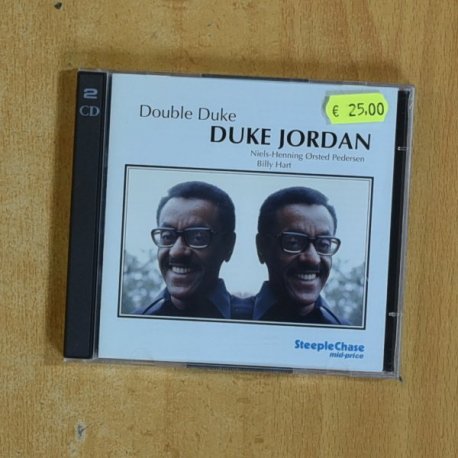 2
CD
€ 25,00
Double Duke
DUKE JORDAN
Niels-Henning Ørsted Pedersen
Billy Hart
SteepleChase
mid-price